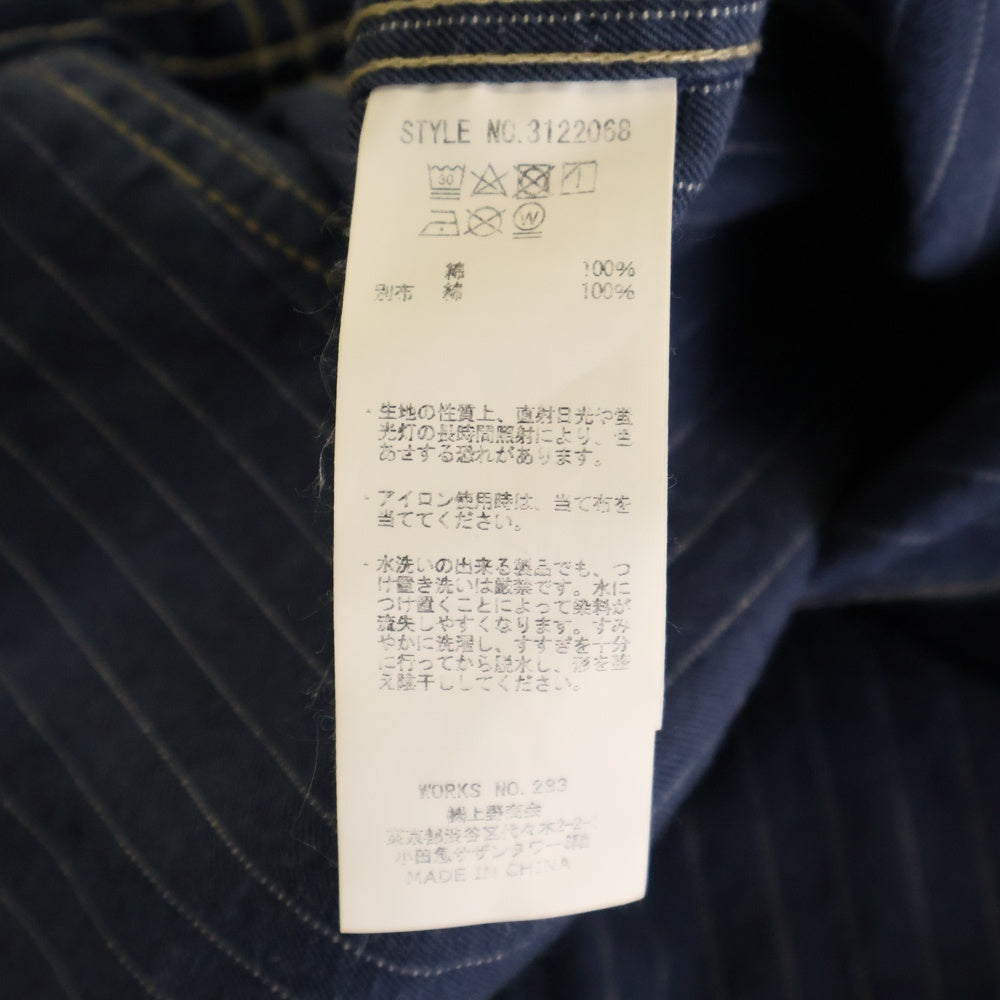 STYLE NO.3122068
30
W
綿 100%
別布 綿 100%
・生地の性質上、直射日光や蛍
光灯の長時間照射により、色
あせする恐れがあります。
・アイロン使用時は、当て布を
当ててください。
・水洗いの出来る製品でも、つ
け置き洗いは厳禁です。水に
つけ置くことによって染料が
流失しやすくなります。すみ
やかに洗濯し、すすぎを十分
に行ってから脱水し、形を整
え陰干ししてください。
WORKS NO.283
㈱上野商会
東京都渋谷区代々木2-2-1
小田急サザンタワー
MADE IN CHINA